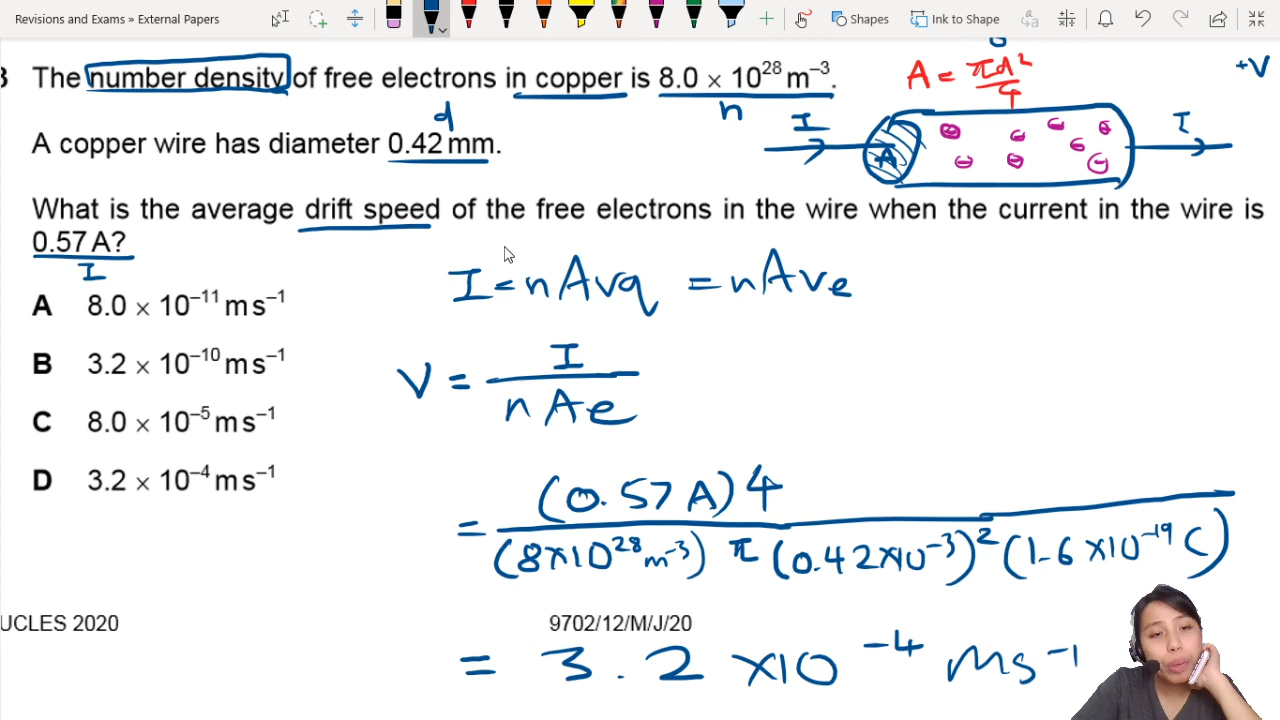 Revisions and Exams » External Papers
Shapes
Ink to Shape
3 The number density of free electrons in copper is 8.0 × 10²⁸ m⁻³.
n
A = πd²/4
+V
d
A copper wire has diameter 0.42 mm.
I
A
I
What is the average drift speed of the free electrons in the wire when the current in the wire is
0.57 A?
I
I = nAvq = nAve
A 8.0 × 10⁻¹¹ m s⁻¹
B 3.2 × 10⁻¹⁰ m s⁻¹
V = I / nAe
C 8.0 × 10⁻⁵ m s⁻¹
D 3.2 × 10⁻⁴ m s⁻¹
= (0.57 A) 4
(8×10²⁸ m⁻³) π (0.42×10⁻³)² (1.6×10⁻¹⁹ C)
UCLES 2020 9702/12/M/J/20
= 3.2 ×10⁻⁴ ms⁻¹